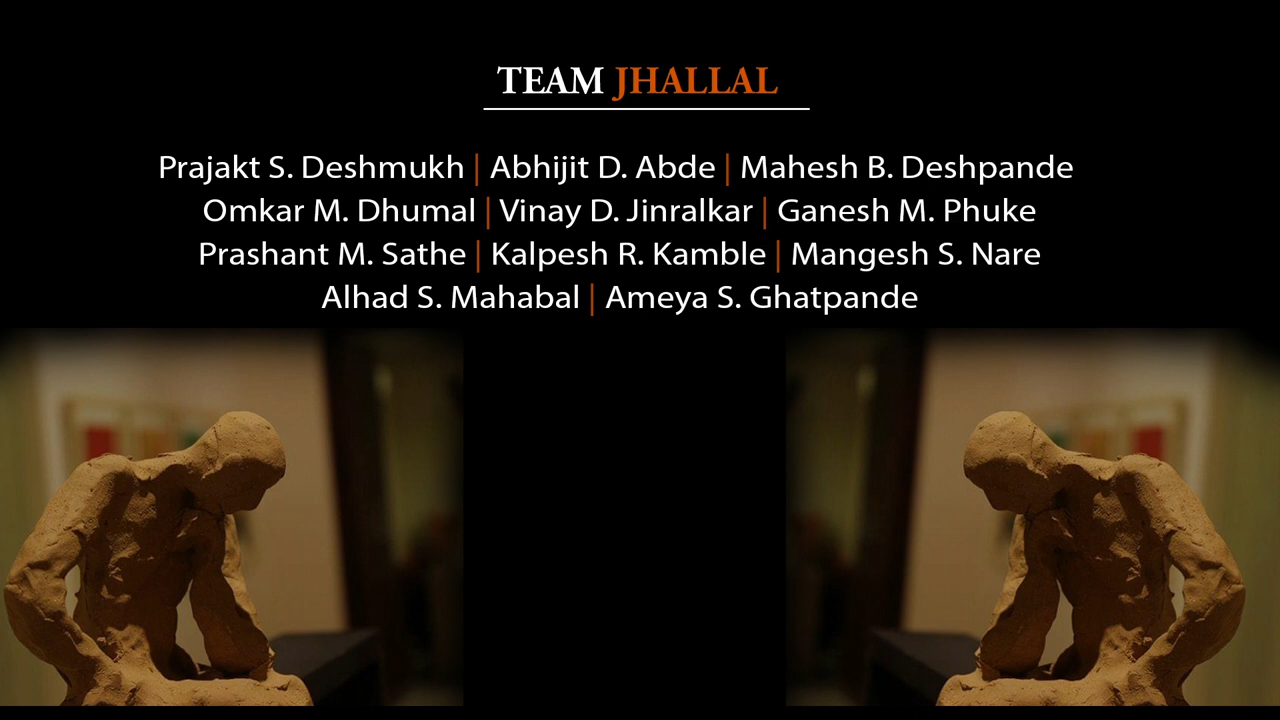 TEAM JHALLAL
Prajakt S. Deshmukh | Abhijit D. Abde | Mahesh B. Deshpande
Omkar M. Dhumal | Vinay D. Jinralkar | Ganesh M. Phuke
Prashant M. Sathe | Kalpesh R. Kamble | Mangesh S. Nare
Alhad S. Mahabal | Ameya S. Ghatpande